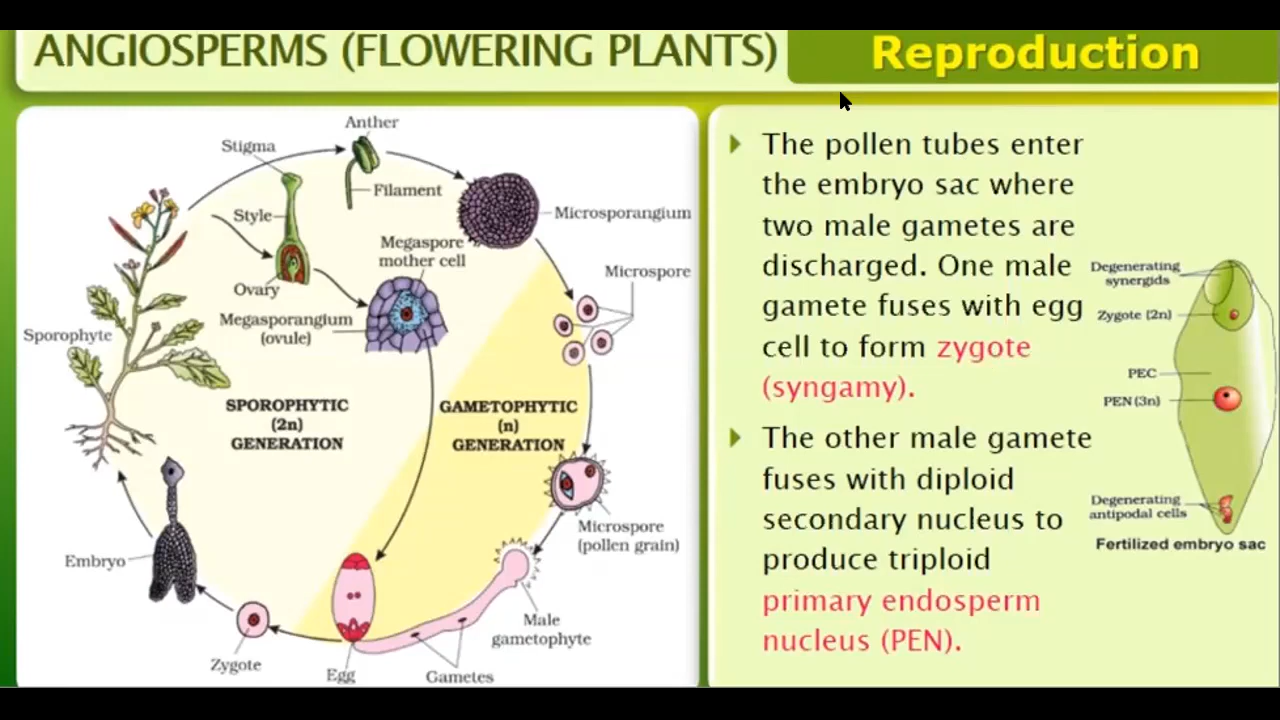 ANGIOSPERMS (FLOWERING PLANTS)
Reproduction
Anther
Stigma
Filament
Style
Microsporangium
Megaspore
mother cell
Microspore
Ovary
Megasporangium
(ovule)
Sporophyte
SPOROPHYTIC
(2n)
GENERATION
GAMETOPHYTIC
(n)
GENERATION
Microspore
(pollen grain)
Embryo
Male
gametophyte
Zygote
Egg
Gametes
The pollen tubes enter
the embryo sac where
two male gametes are
discharged. One male
gamete fuses with egg
cell to form zygote
(syngamy).
The other male gamete
fuses with diploid
secondary nucleus to
produce triploid
primary endosperm
nucleus (PEN).
Degenerating
synergids
Zygote (2n)
PEC
PEN (3n)
Degenerating
antipodal cells
Fertilized embryo sac